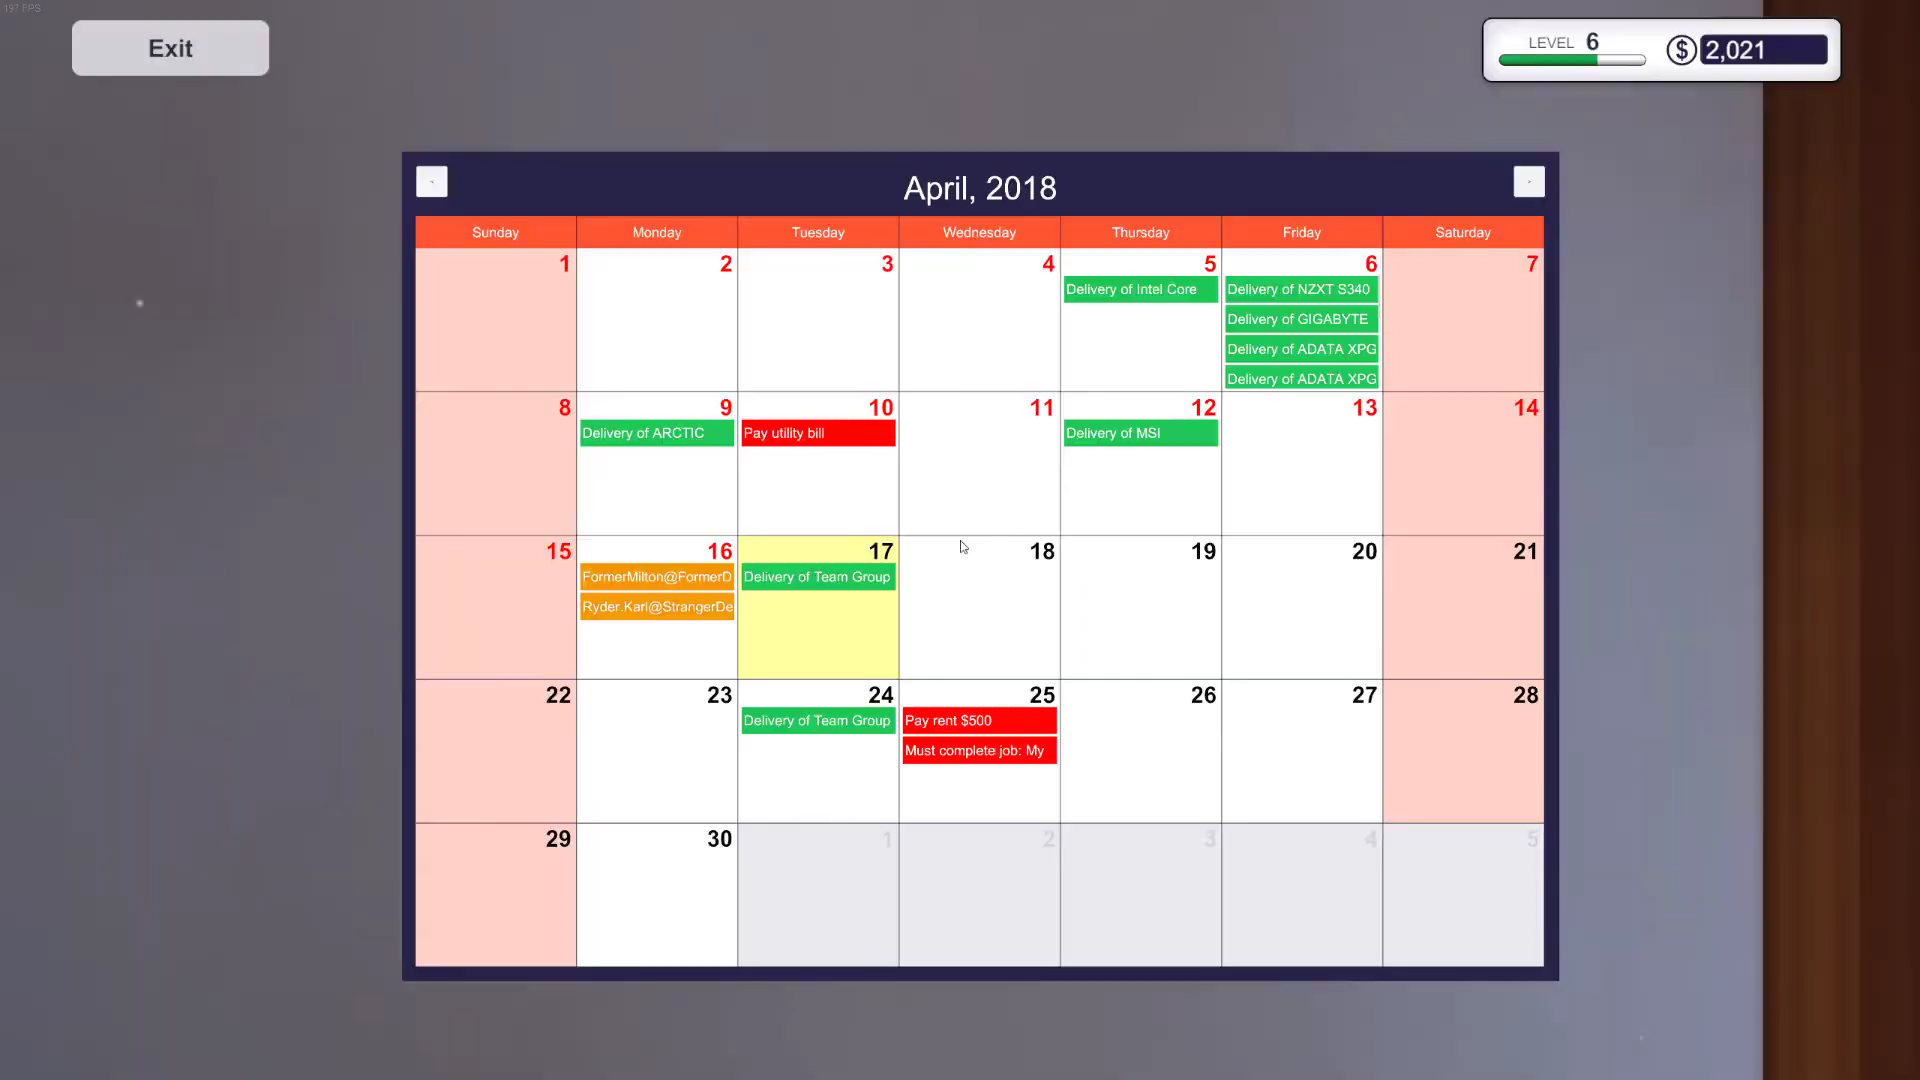 197 FPS
Exit
LEVEL 6
$ 2,021
April, 2018
Sunday Monday Tuesday Wednesday Thursday Friday Saturday
1 2 3 4 5 6 7
Delivery of Intel Core Delivery of NZXT S340
Delivery of GIGABYTE
Delivery of ADATA XPG
Delivery of ADATA XPG
8 9 10 11 12 13 14
Delivery of ARCTIC Pay utility bill Delivery of MSI
15 16 17 18 19 20 21
FormerMilton@FormerD Delivery of Team Group
Ryder.Karl@StrangerDe
22 23 24 25 26 27 28
Delivery of Team Group Pay rent $500
Must complete job: My
29 30 1 2 3 4 5